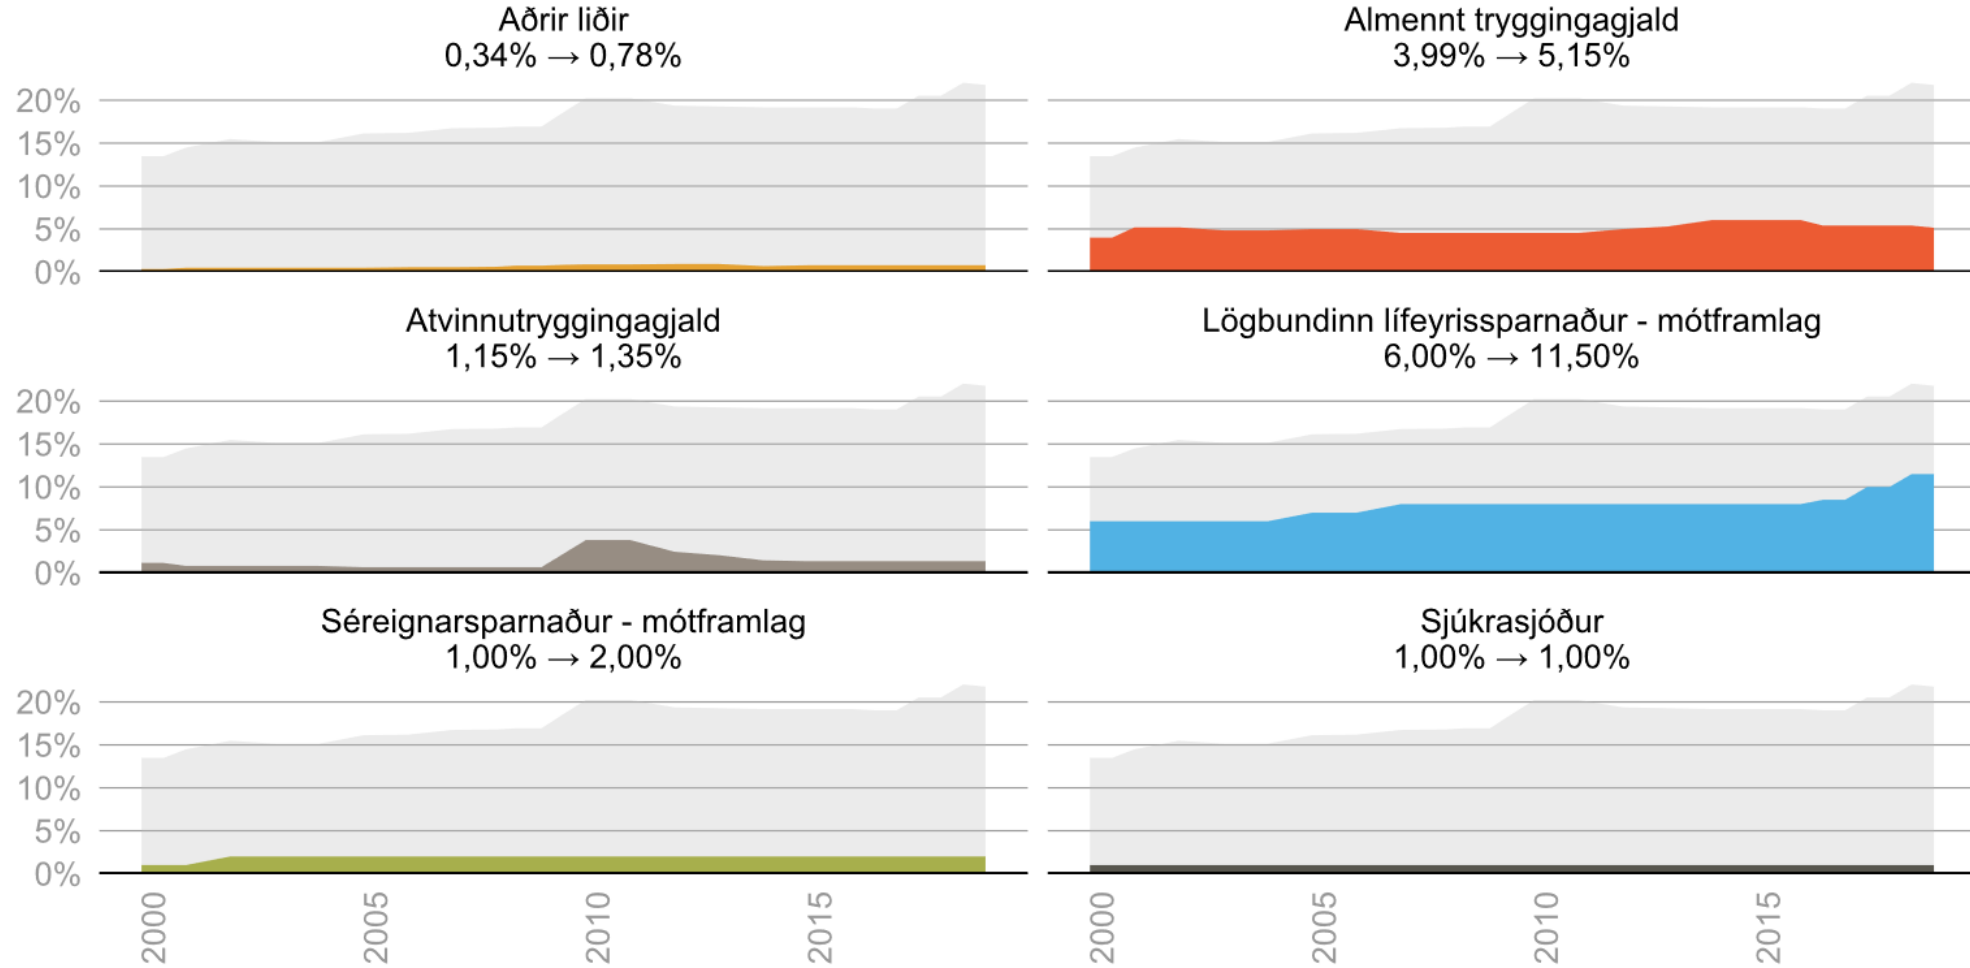 Aðrir liðir
0,34% → 0,78%
Almennt tryggingagjald
3,99% → 5,15%
20%
15%
10%
5%
0%
Atvinnutryggingagjald
1,15% → 1,35%
Lögbundinn lífeyrissparnaður - mótframlag
6,00% → 11,50%
20%
15%
10%
5%
0%
Séreignarsparnaður - mótframlag
1,00% → 2,00%
Sjúkrasjóður
1,00% → 1,00%
20%
15%
10%
5%
0%
2000
2005
2010
2015
2000
2005
2010
2015